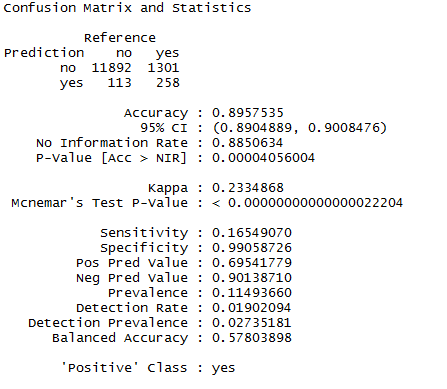 Confusion Matrix and Statistics
Reference
Prediction no yes
no 11892 1301
yes 113 258
Accuracy : 0.8957535
95% CI : (0.8904889, 0.9008476)
No Information Rate : 0.8850634
P-Value [Acc > NIR] : 0.00004056004
Kappa : 0.2334868
Mcnemar's Test P-Value : < 0.00000000000000022204
Sensitivity : 0.16549070
Specificity : 0.99058726
Pos Pred Value : 0.69541779
Neg Pred Value : 0.90138710
Prevalence : 0.11493660
Detection Rate : 0.01902094
Detection Prevalence : 0.02735181
Balanced Accuracy : 0.57803898
'Positive' Class : yes